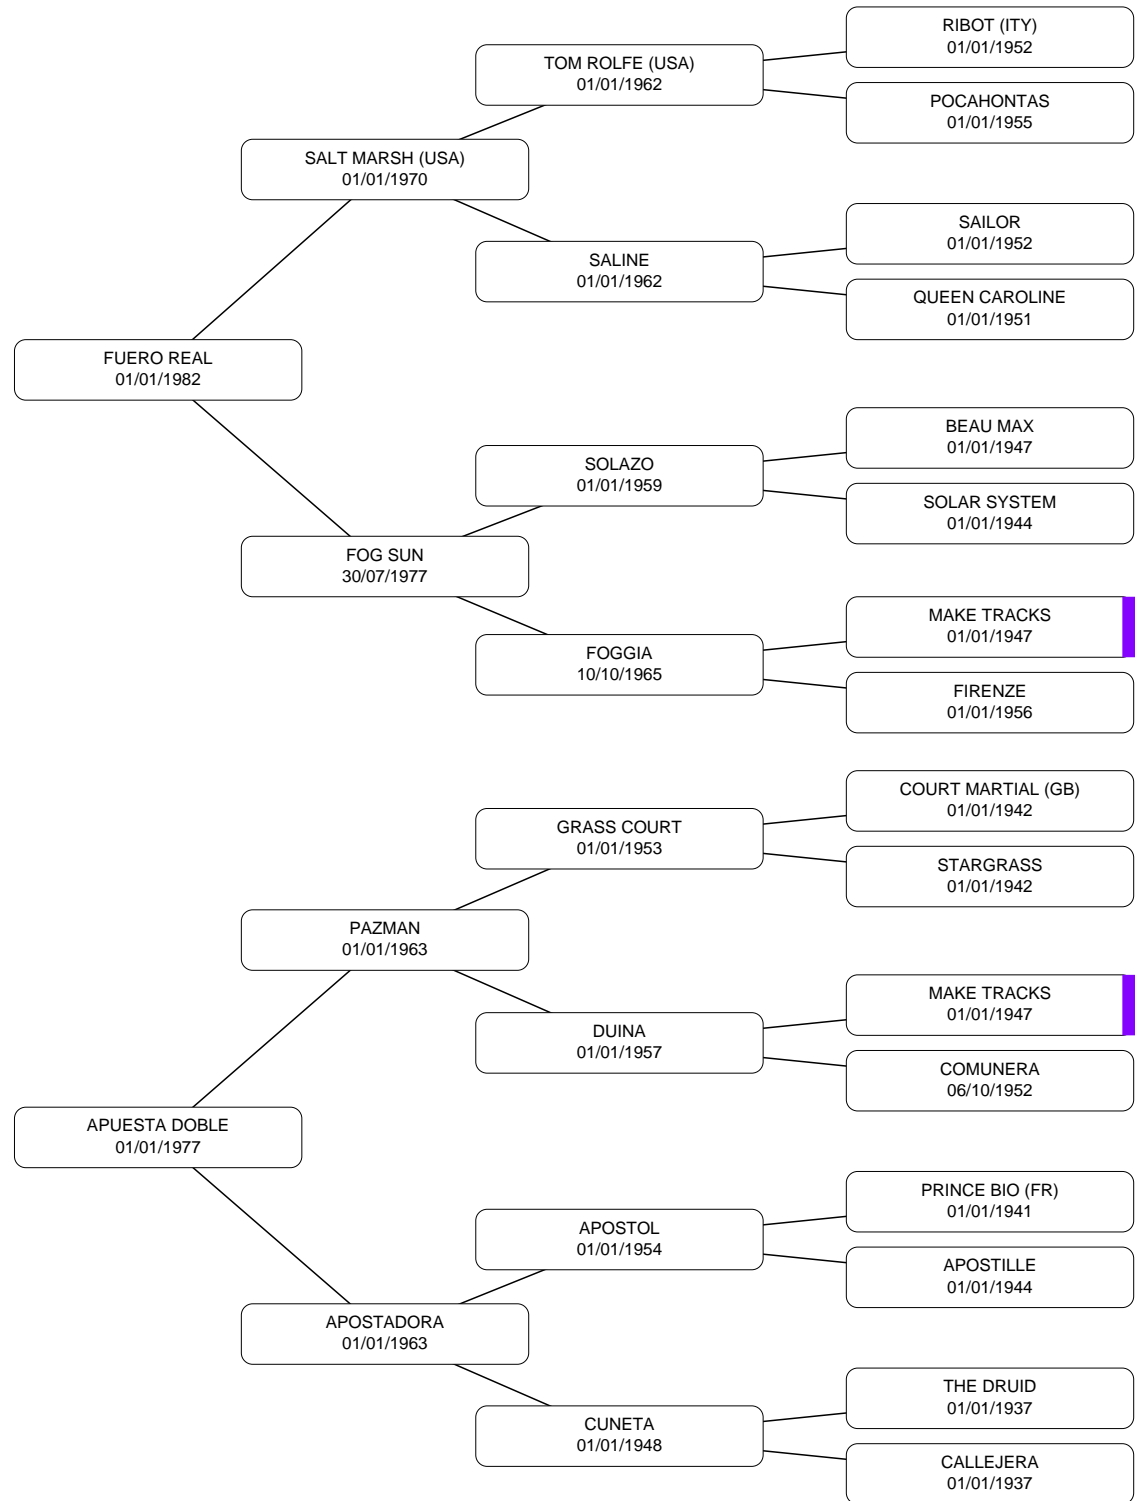 RIBOT (ITY)
01/01/1952
TOM ROLFE (USA)
01/01/1962
POCAHONTAS
01/01/1955
SALT MARSH (USA)
01/01/1970
SAILOR
01/01/1952
SALINE
01/01/1962
QUEEN CAROLINE
01/01/1951
FUERO REAL
01/01/1982
BEAU MAX
01/01/1947
SOLAZO
01/01/1959
SOLAR SYSTEM
01/01/1944
FOG SUN
30/07/1977
MAKE TRACKS
01/01/1947
FOGGIA
10/10/1965
FIRENZE
01/01/1956
COURT MARTIAL (GB)
01/01/1942
GRASS COURT
01/01/1953
STARGRASS
01/01/1942
PAZMAN
01/01/1963
MAKE TRACKS
01/01/1947
DUINA
01/01/1957
COMUNERA
06/10/1952
APUESTA DOBLE
01/01/1977
PRINCE BIO (FR)
01/01/1941
APOSTOL
01/01/1954
APOSTILLE
01/01/1944
APOSTADORA
01/01/1963
THE DRUID
01/01/1937
CUNETA
01/01/1948
CALLEJERA
01/01/1937